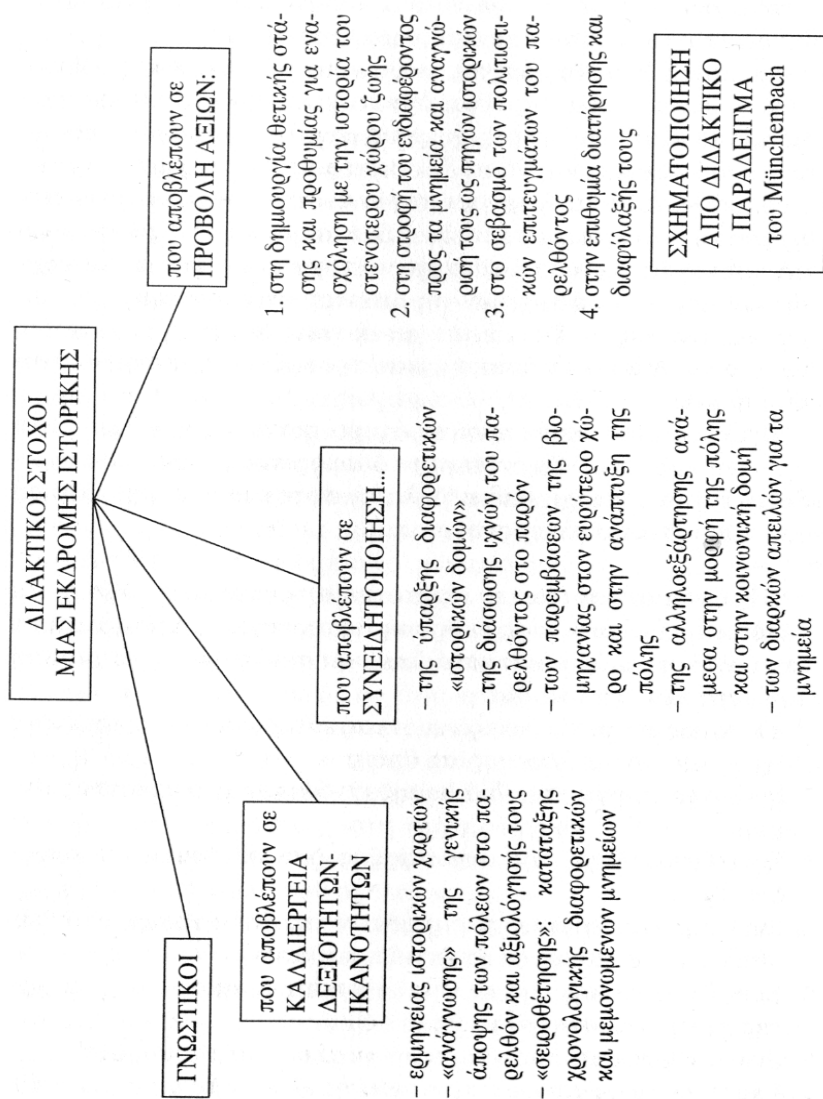 ΔΙΔΑΚΤΙΚΟΙ ΣΤΟΧΟΙ
ΜΙΑΣ ΕΚΔΡΟΜΗΣ ΙΣΤΟΡΙΚΗΣ
ΓΝΩΣΤΙΚΟΙ
που αποβλέπουν σε
ΚΑΛΛΙΕΡΓΕΙΑ
ΔΕΞΙΟΤΗΤΩΝ-
ΙΚΑΝΟΤΗΤΩΝ
– ερμηνείας ιστορικών χαρτών
– «ανάγνωσης» της γενικής
άποψης των πόλεων στο πα-
ρελθόν και αξιολόγησής τους
– «σειροθέτησης»: κατάταξης
χρονολογικής διαφορετικών
και μεμονωμένων μνημείων
που αποβλέπουν σε
ΣΥΝΕΙΔΗΤΟΠΟΙΗΣΗ...
– της ύπαρξης διαφορετικών
«ιστορικών δομών»
– της διάσωσης ιχνών του πα-
ρελθόντος στο παρόν
– των παρεμβάσεων της βιο-
μηχανίας στον ευρύτερο χώ-
ρο και στην ανάπτυξη της
πόλης
– της αλληλοεξάρτησης ανά-
μεσα στην μορφή της πόλης
και στην κοινωνική δομή
– των διαρκών απειλών για τα
μνημεία
που αποβλέπουν σε
ΠΡΟΒΟΛΗ ΑΞΙΩΝ:
1. στη δημιουργία θετικής στά-
σης και προθυμίας για ενα-
σχόληση με την ιστορία του
στενότερου χώρου ζωής
2. στη στροφή του ενδιαφέροντος
προς τα μνημεία και αναγνώ-
ρισή τους ως πηγών ιστορικών
3. στο σεβασμό των πολιτιστι-
κών επιτευγμάτων του πα-
ρελθόντος
4. στην επιθυμία διατήρησης και
διαφύλαξής τους
ΣΧΗΜΑΤΟΠΟΙΗΣΗ
ΑΠΟ ΔΙΔΑΚΤΙΚΟ
ΠΑΡΑΔΕΙΓΜΑ
του Münchenbach